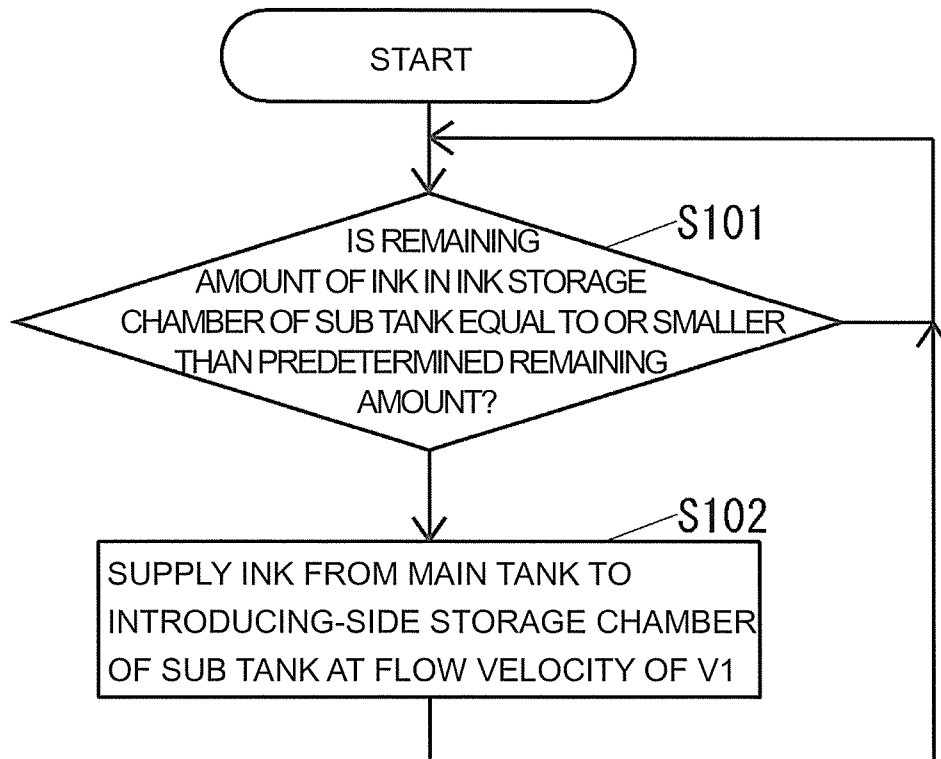 START
S101
IS REMAINING
AMOUNT OF INK IN INK STORAGE
CHAMBER OF SUB TANK EQUAL TO OR SMALLER
THAN PREDETERMINED REMAINING
AMOUNT?
S102
SUPPLY INK FROM MAIN TANK TO
INTRODUCING-SIDE STORAGE CHAMBER
OF SUB TANK AT FLOW VELOCITY OF V1